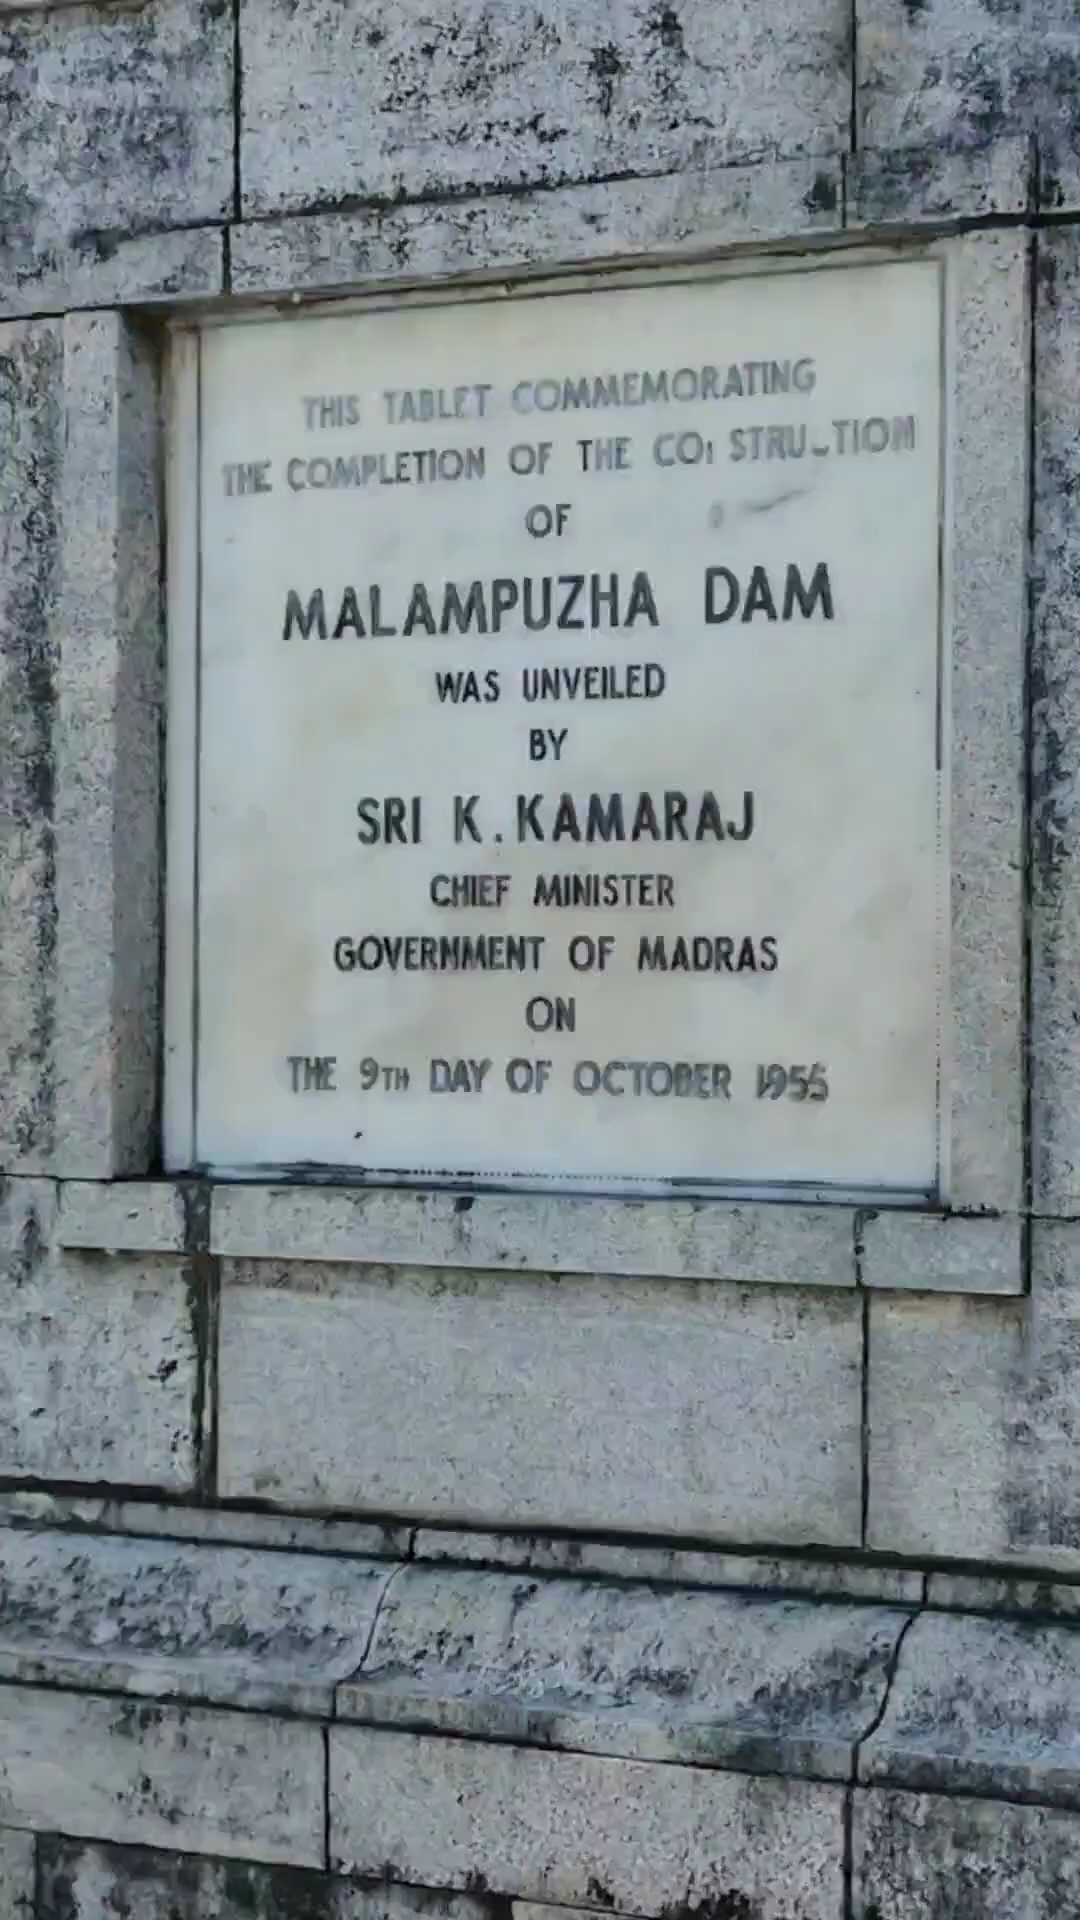 THIS TABLET COMMEMORATING
THE COMPLETION OF THE CONSTRUCTION
OF
MALAMPUZHA DAM
WAS UNVEILED
BY
SRI K. KAMARAJ
CHIEF MINISTER
GOVERNMENT OF MADRAS
ON
THE 9TH DAY OF OCTOBER 1955